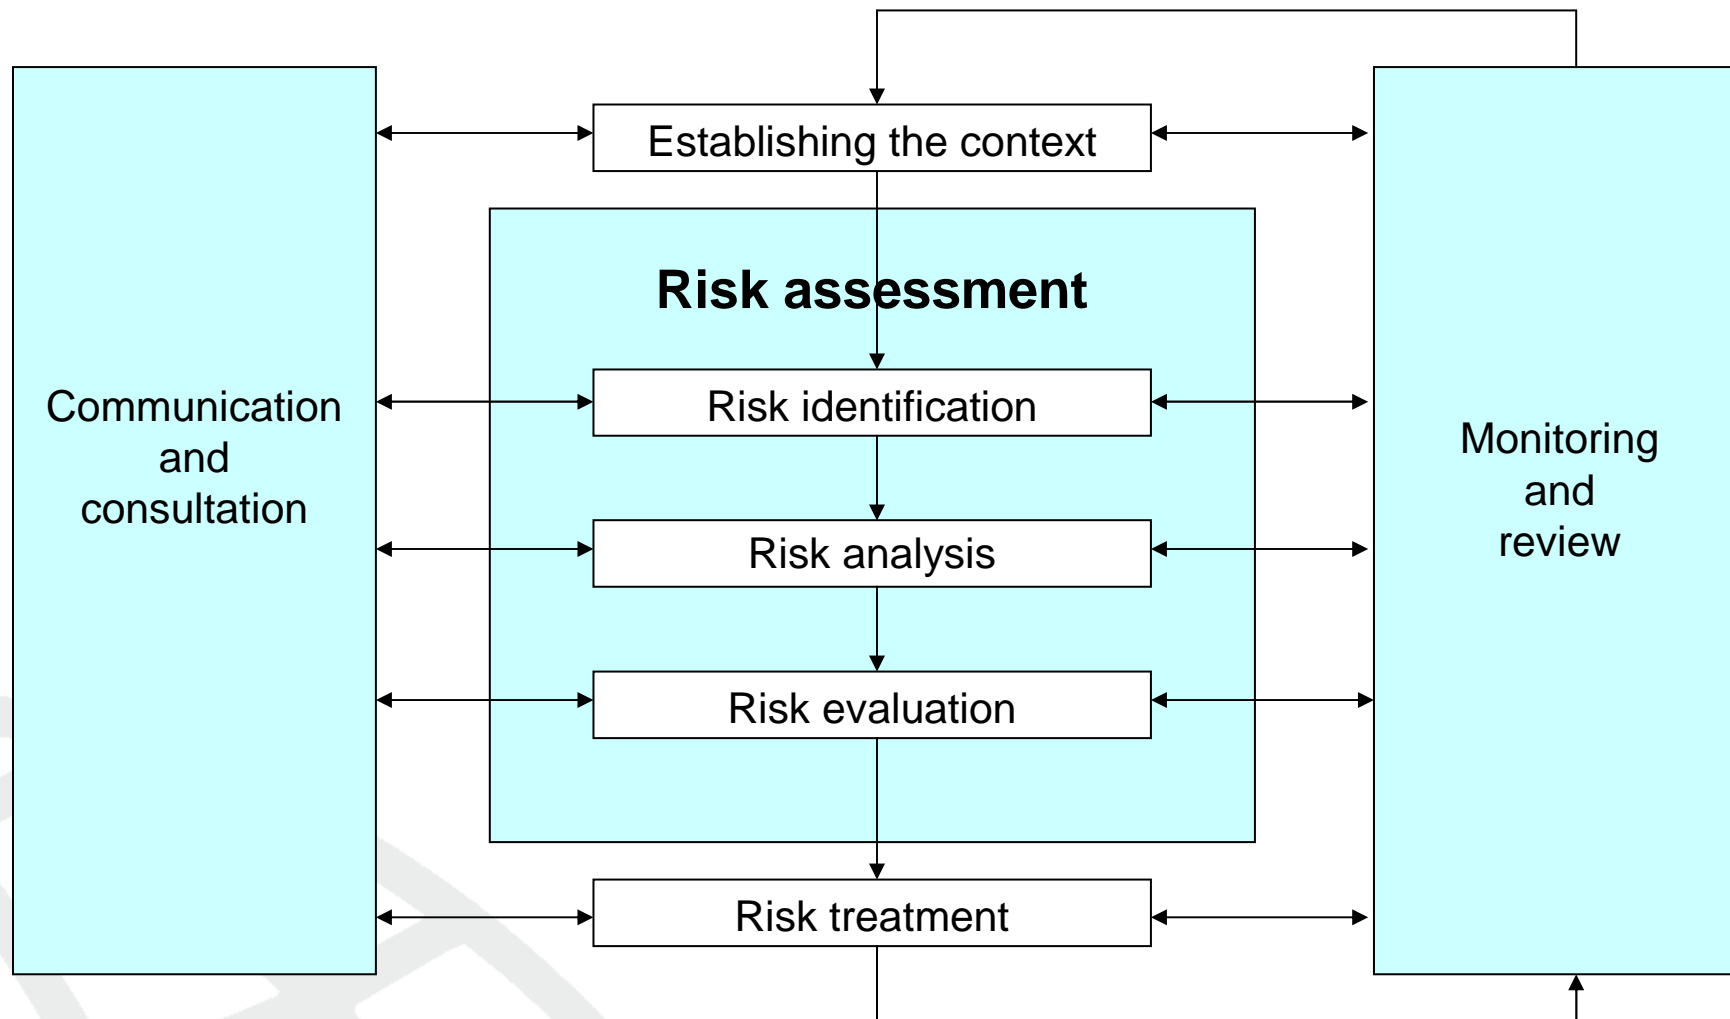 Establishing the context
Risk assessment
Communication
and
consultation
Risk identification
Risk analysis
Risk evaluation
Risk treatment
Monitoring
and
review